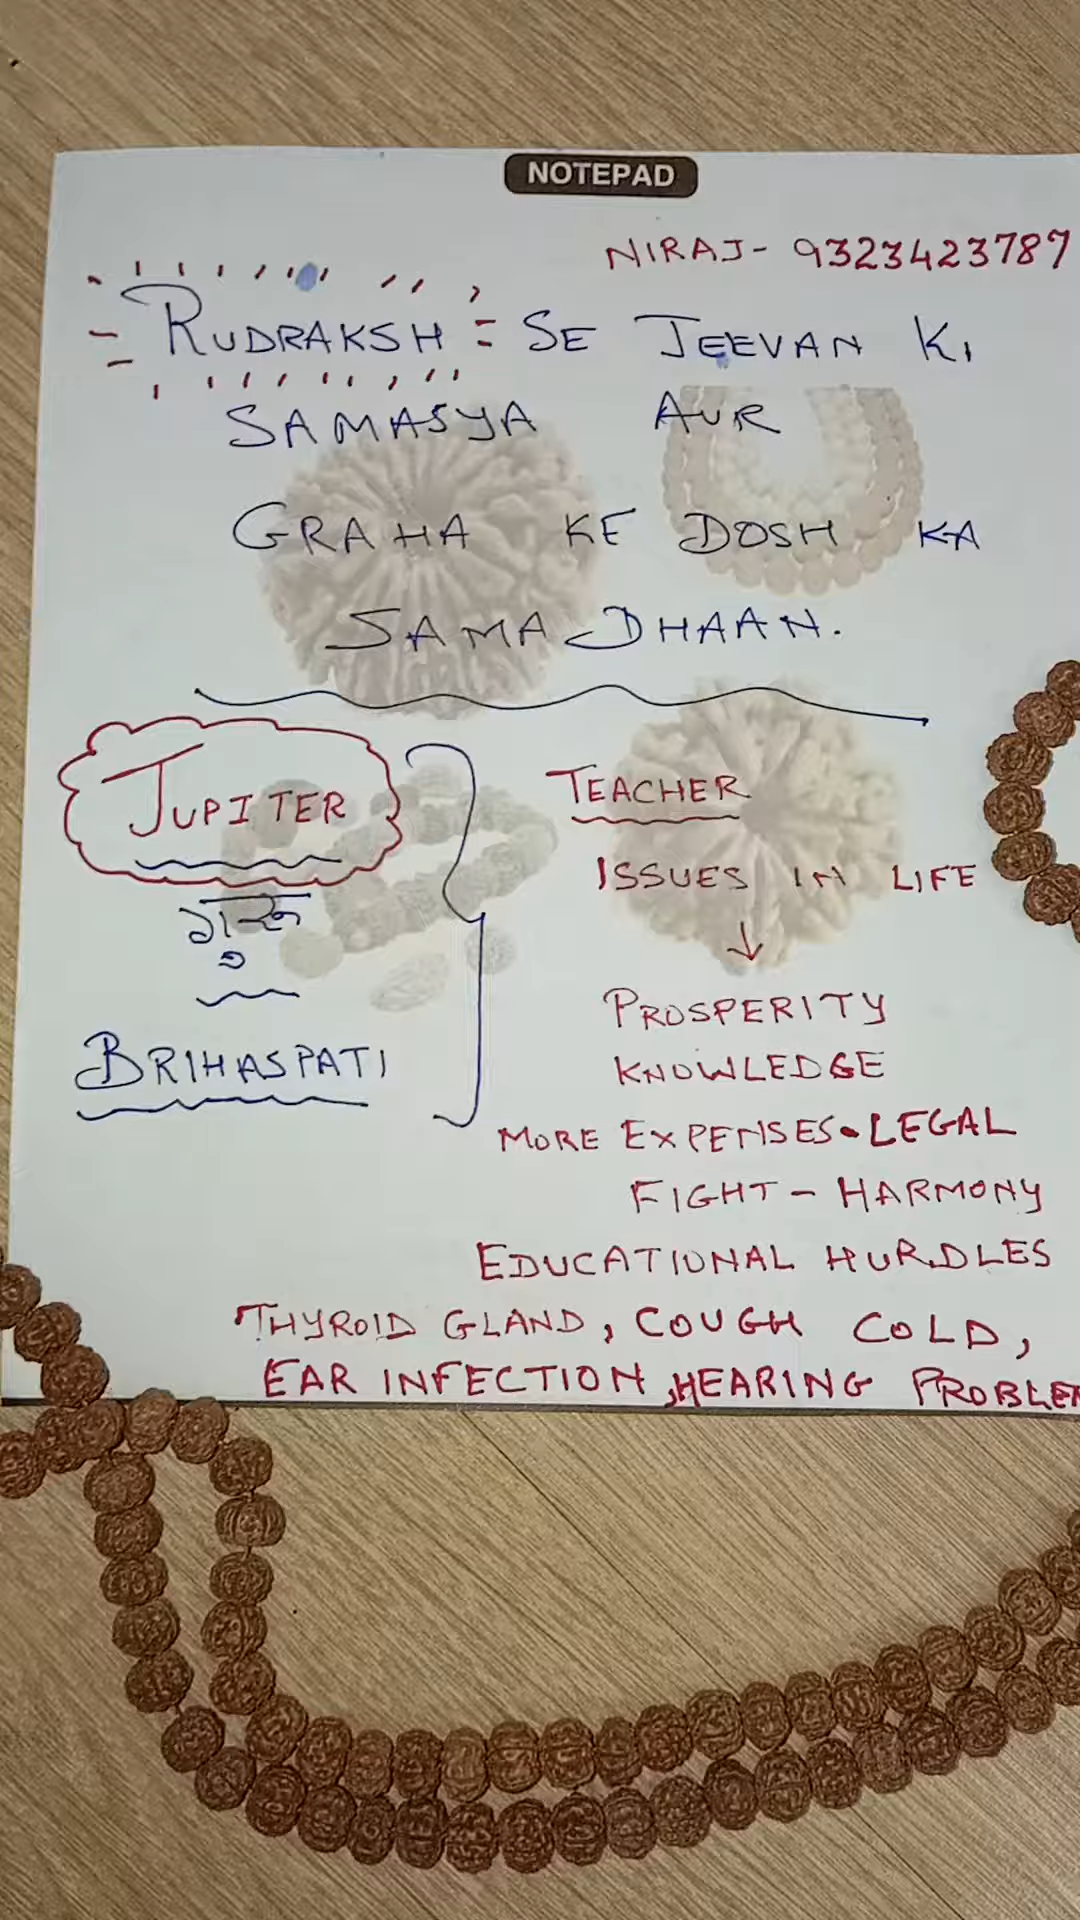 NOTEPAD
NIRAJ- 9323423787
RUDRAKSH = SE JEEVAN KI
SAMASYA AUR
GRAHA KE DOSH KA
SAMADHAAN.
JUPITER
गुरु
BRIHASPATI
TEACHER
ISSUES IN LIFE
↓
PROSPERITY
KNOWLEDGE
MORE EXPENSES • LEGAL
FIGHT - HARMONY
EDUCATIONAL HURDLES
THYROID GLAND, COUGH COLD,
EAR INFECTION, HEARING PROBLEM